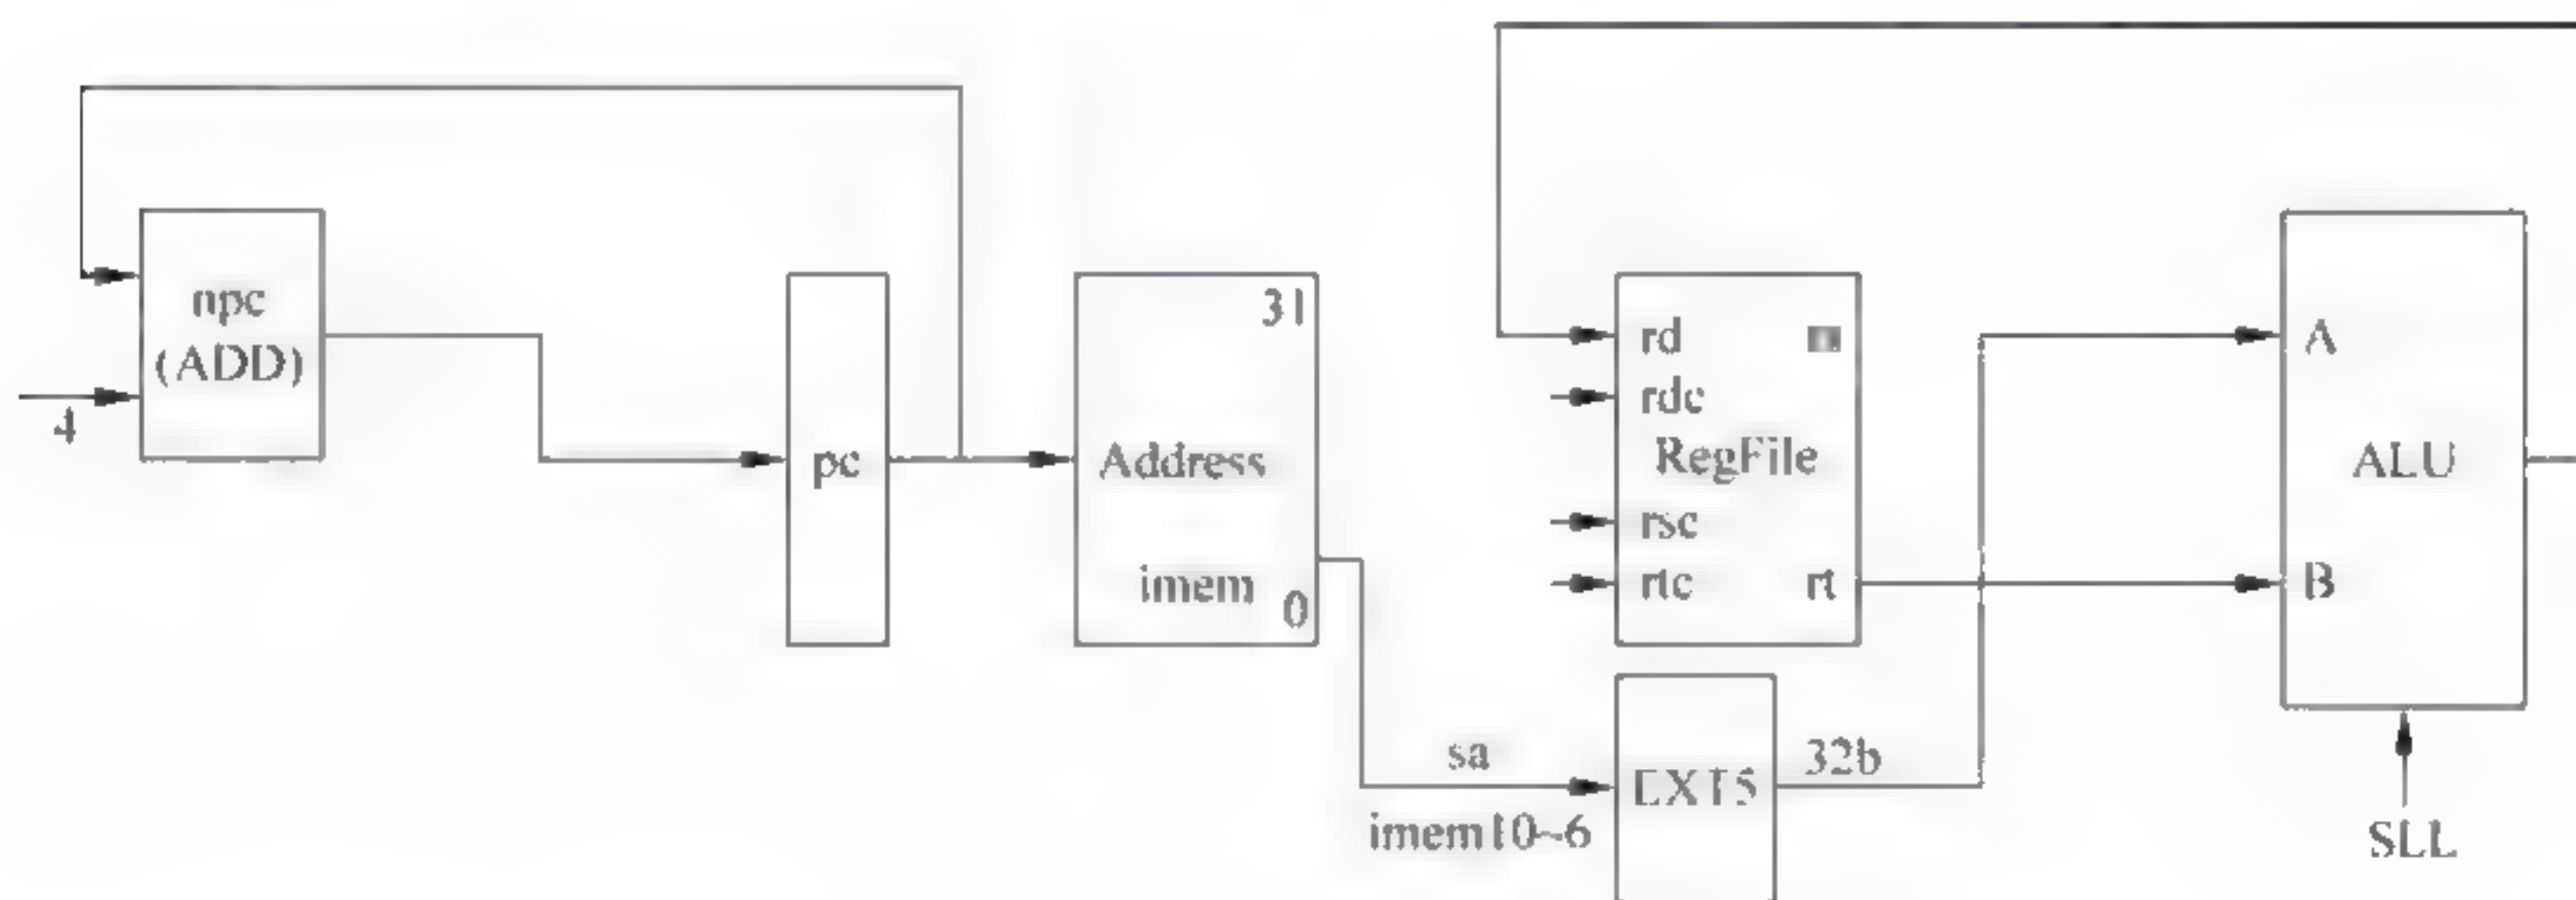 npc
(ADD)
4
pc
31
Address
imem
0
rd
rdc
RegFile
rsc
rtc
rt
sa
imem10~6
EXT5
32b
A
ALU
B
SLL